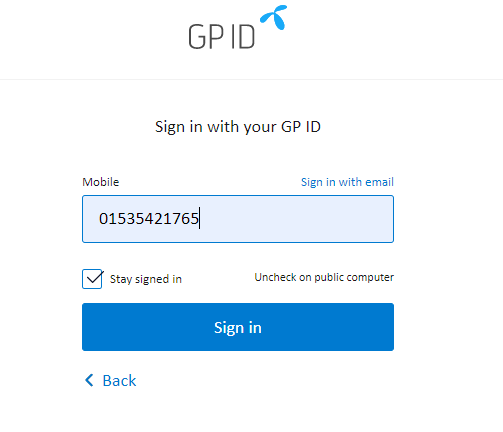 GP ID
Sign in with your GP ID
Mobile Sign in with email
01535421765
Stay signed in Uncheck on public computer
Sign in
Back